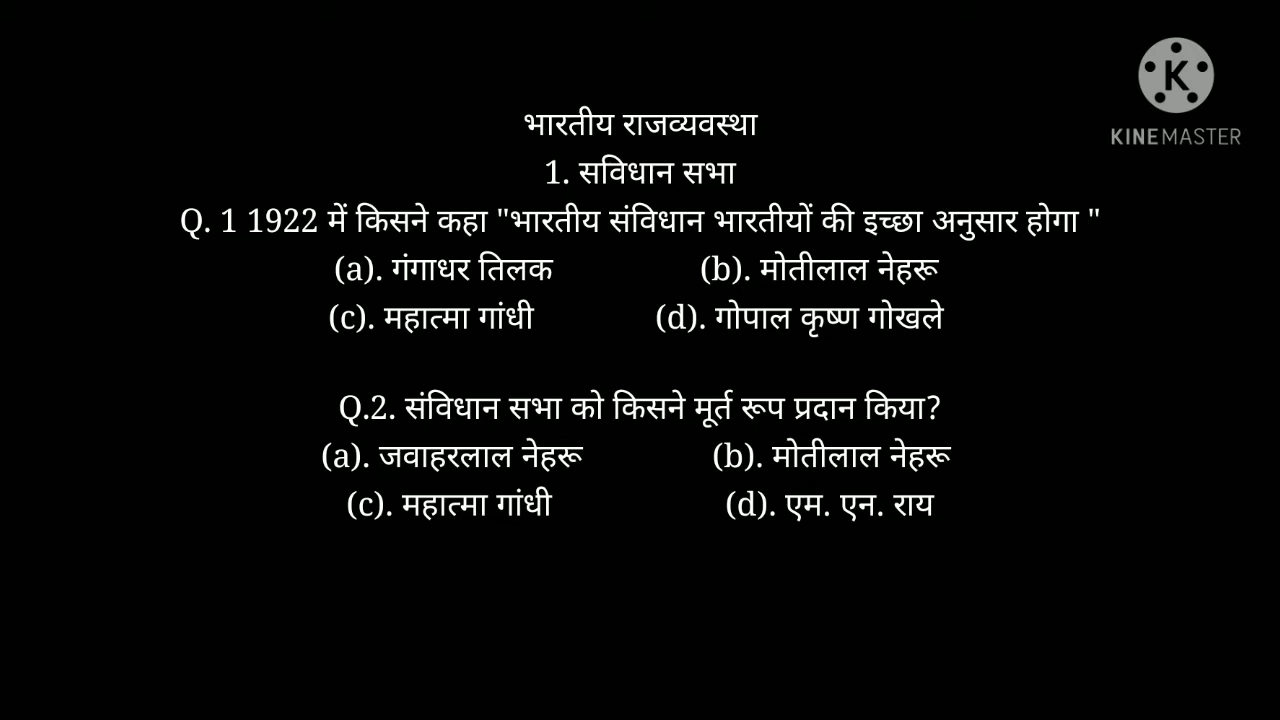 K
KINEMASTER
भारतीय राजव्यवस्था
1. सविधान सभा
Q. 1 1922 में किसने कहा "भारतीय संविधान भारतीयों की इच्छा अनुसार होगा "
(a). गंगाधर तिलक (b). मोतीलाल नेहरू
(c). महात्मा गांधी (d). गोपाल कृष्ण गोखले
Q.2. संविधान सभा को किसने मूर्त रूप प्रदान किया?
(a). जवाहरलाल नेहरू (b). मोतीलाल नेहरू
(c). महात्मा गांधी (d). एम. एन. राय